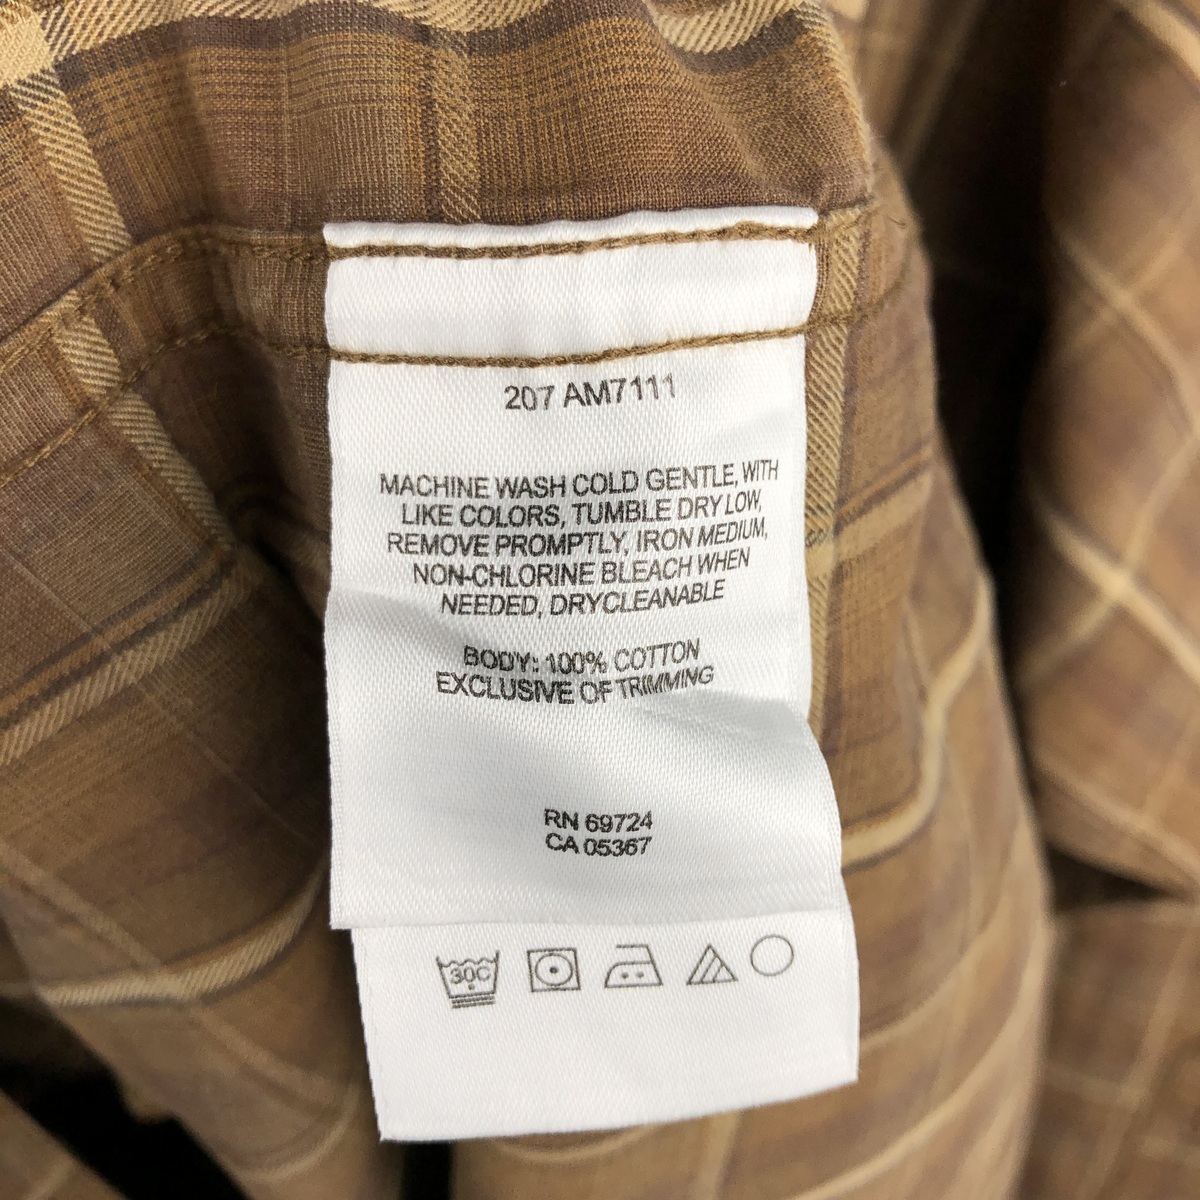 207 AM7111
MACHINE WASH COLD GENTLE, WITH
LIKE COLORS, TUMBLE DRY LOW,
REMOVE PROMPTLY, IRON MEDIUM,
NON-CHLORINE BLEACH WHEN
NEEDED, DRYCLEANABLE
BODY: 100% COTTON
EXCLUSIVE OF TRIMMING
RN 69724
CA 05367
30C